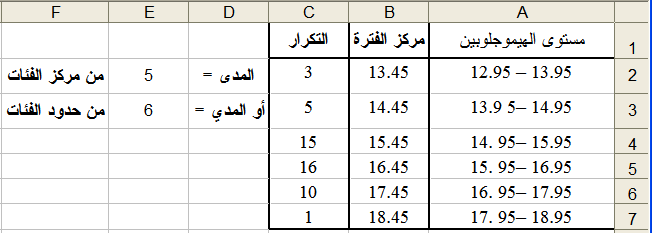 F E D C B A
التكرار مركز الفترة مستوى الهيموجلوبين 1
من مركز الفئات 5 المدى = 3 13.45 12.95 – 13.95 2
من حدود الفئات 6 أو المدي = 5 14.45 13.9 5– 14.95 3
15 15.45 14. 95– 15.95 4
16 16.45 15. 95– 16.95 5
10 17.45 16. 95– 17.95 6
1 18.45 17. 95– 18.95 7